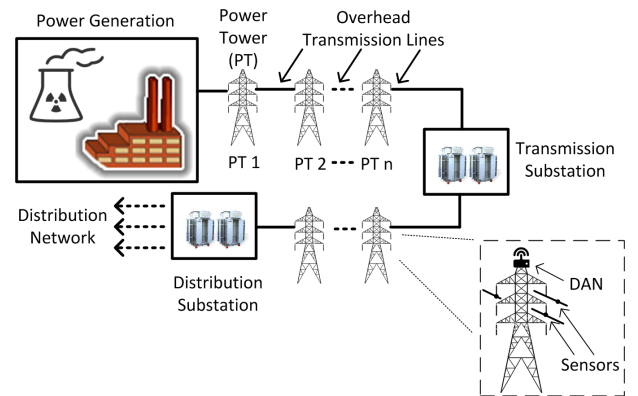 Power Generation
Power
Tower
(PT)
Overhead
Transmission Lines
PT 1
PT 2
PT n
Transmission
Substation
Distribution
Network
Distribution
Substation
DAN
Sensors